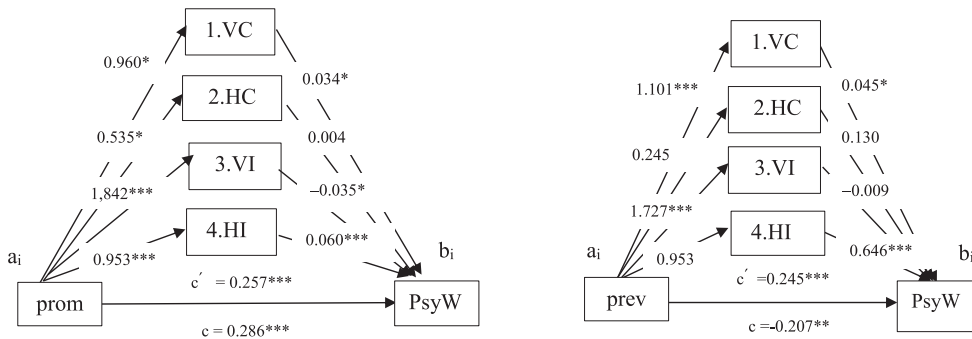 1.VC
0.960*
0.034*
2.HC
0.535*
0.004
3.VI
1,842***
−0.035*
4.HI
0.060***
ai
0.953***
bi
c′ = 0.257***
prom
PsyW
c = 0.286***
1.VC
1.101***
0.045*
2.HC
0.130
0.245
3.VI
−0.009
1.727***
4.HI
ai
0.953
0.646***
bi
c′ = 0.245***
prev
PsyW
c=-0.207**